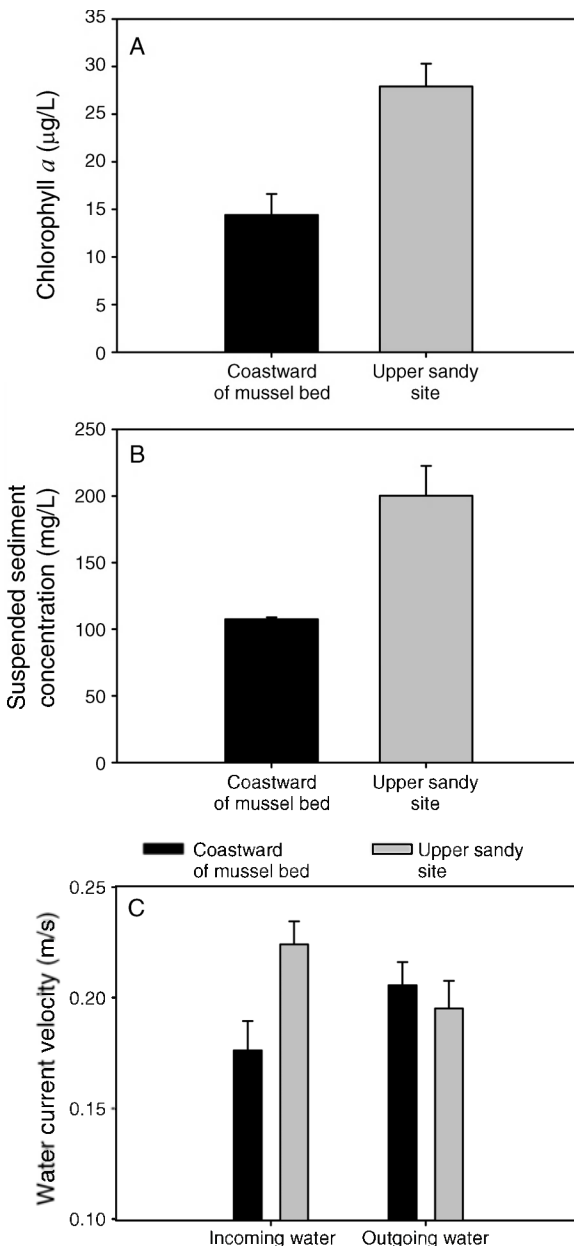 A
35
30
25
20
15
10
5
0
Chlorophyll a (µg/L)
Coastward
of mussel bed
Upper sandy
site
B
250
200
150
100
50
0
Suspended sediment
concentration (mg/L)
Coastward
of mussel bed
Upper sandy
site
Coastward
of mussel bed
Upper sandy
site
C
0.25
0.20
0.15
0.10
Water current velocity (m/s)
Incoming water
Outgoing water